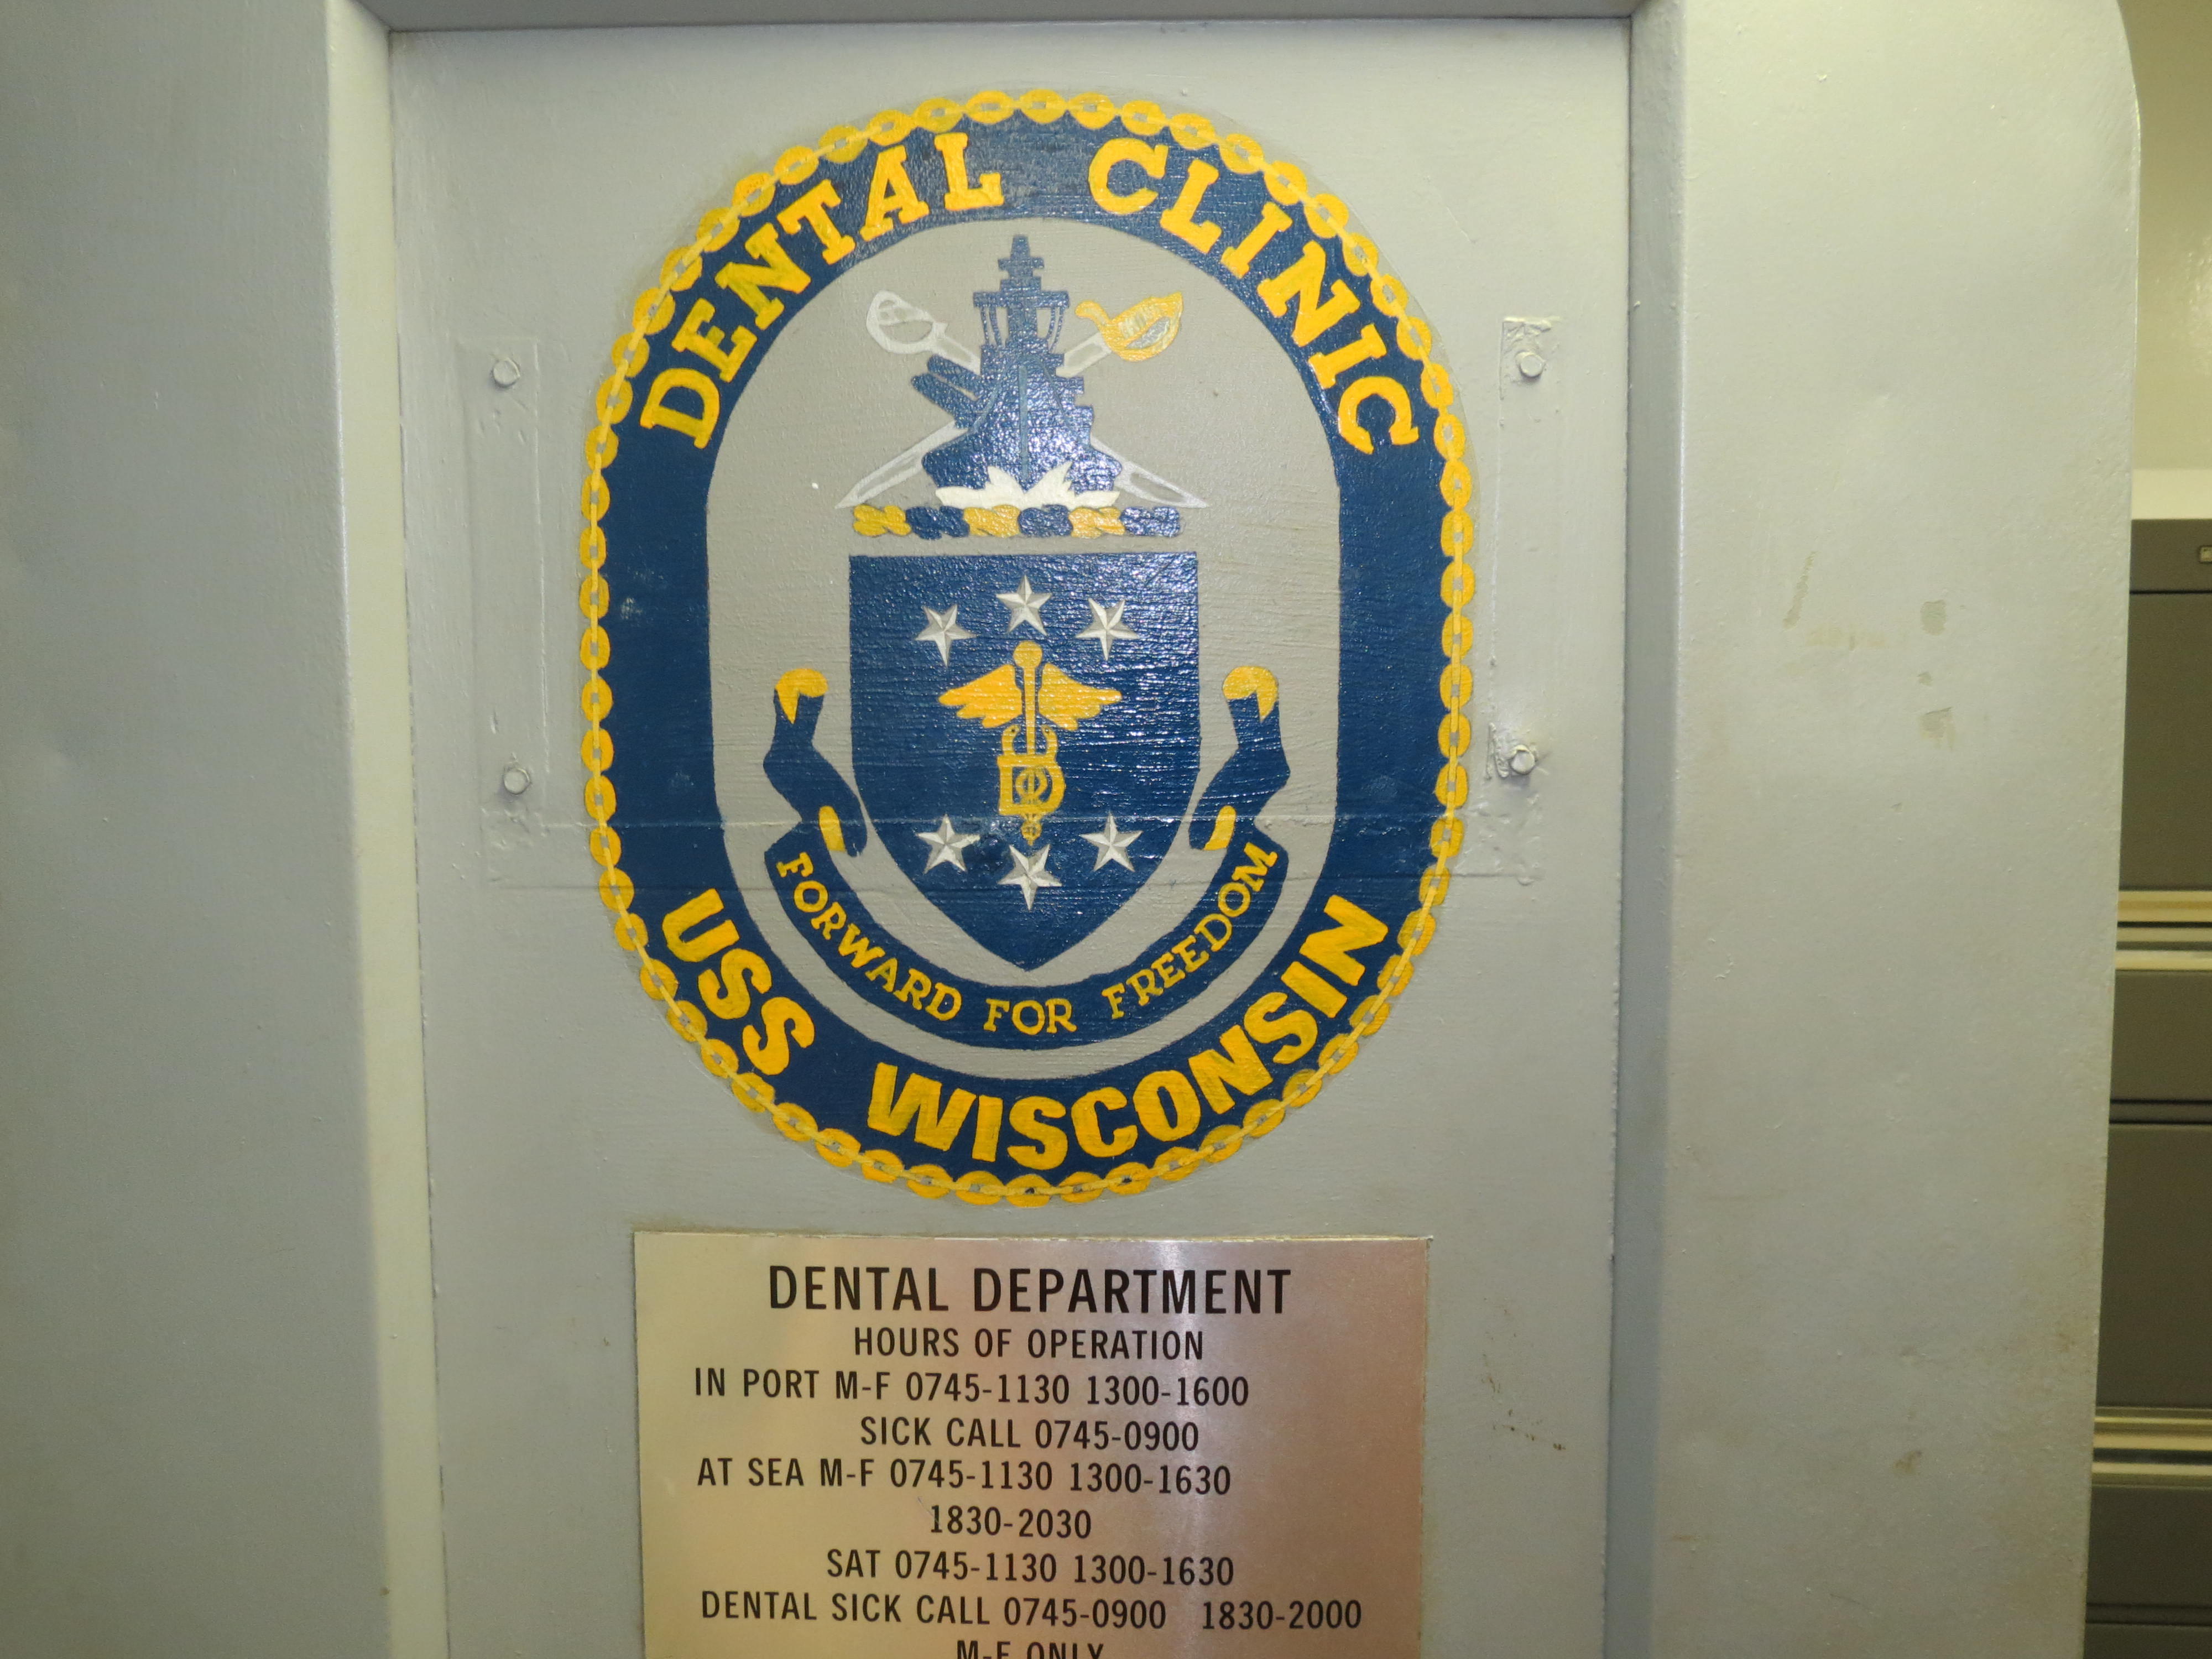 DENTAL CLINIC
FORWARD FOR FREEDOM
USS WISCONSIN
DENTAL DEPARTMENT
HOURS OF OPERATION
IN PORT M-F 0745-1130 1300-1600
SICK CALL 0745-0900
AT SEA M-F 0745-1130 1300-1630
1830-2030
SAT 0745-1130 1300-1630
DENTAL SICK CALL 0745-0900 1830-2000
M-F ONLY